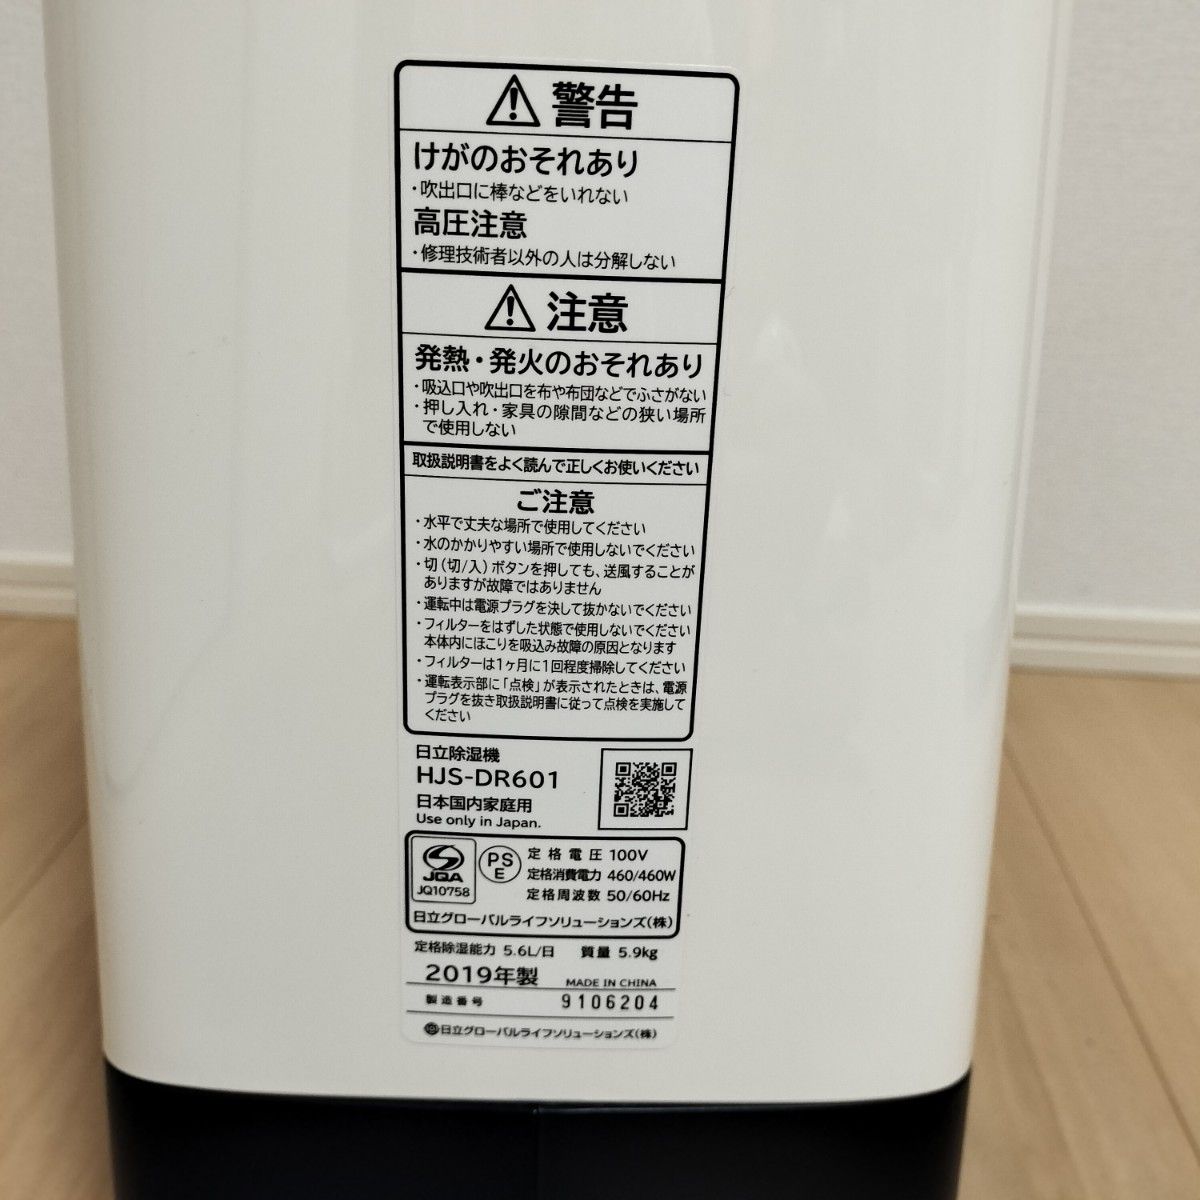 警告
けがのおそれあり
・吹出口に棒などをいれない
高圧注意
・修理技術者以外の人は分解しない
注意
発熱・発火のおそれあり
・吸込口や吹出口を布や布団などでふさがない
・押し入れ・家具の隙間などの狭い場所
で使用しない
取扱説明書をよく読んで正しくお使いください
ご注意
・水平で丈夫な場所で使用してください
・水のかかりやすい場所で使用しないでください
・切(切/入)ボタンを押しても、送風することが
ありますが故障ではありません
・運転中は電源プラグを決して抜かないでください
・フィルターをはずした状態で使用しないでください
本体内にほこりを吸込み故障の原因となります
・フィルターは1ヶ月に1回程度掃除してください
・運転表示部に「点検」が表示されたときは、電源
プラグを抜き取扱説明書に従って点検を実施して
ください
日立除湿機
HJS-DR601
日本国内家庭用
Use only in Japan.
JQA
JQ10758
PS
E
定格電圧 100V
定格消費電力 460/460W
定格周波数 50/60Hz
日立グローバルライフソリューションズ(株)
定格除湿能力 5.6L/日 質量 5.9kg
2019年製 MADE IN CHINA
製造番号 9106204
日立グローバルライフソリューションズ(株)